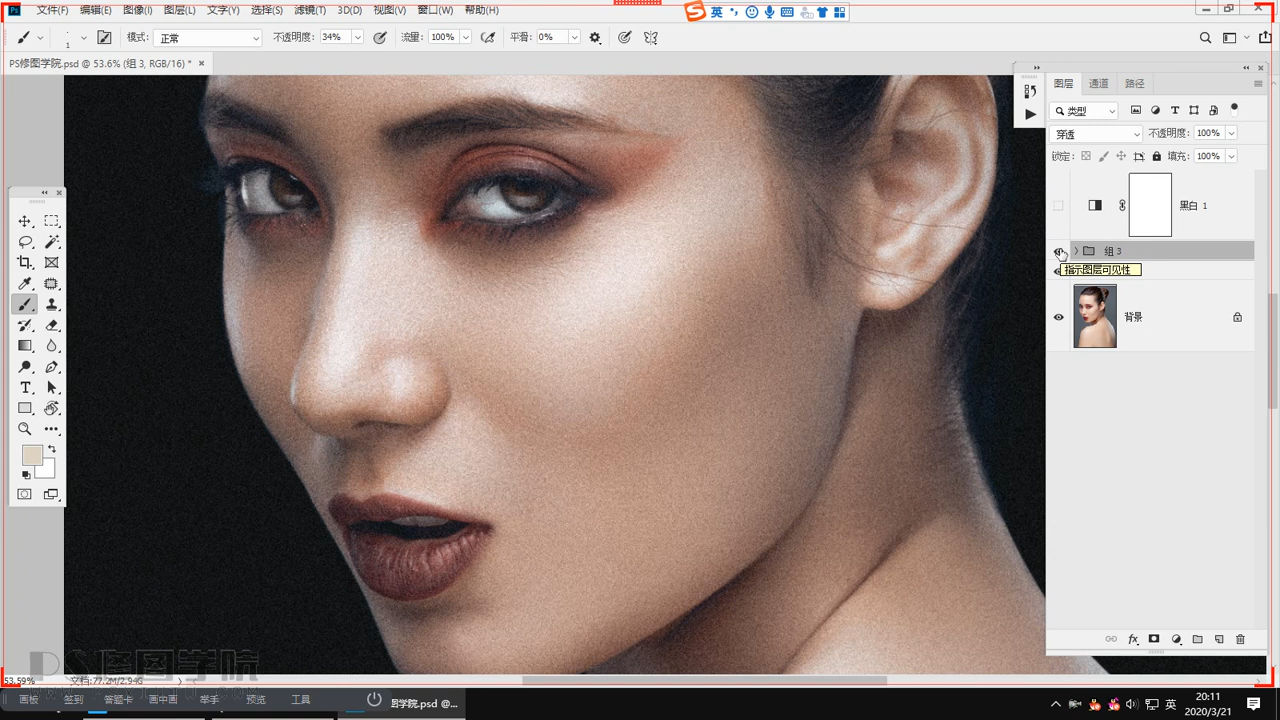 文件(F) 编辑(E) 图像(I) 图层(L) 文字(Y) 选择(S) 滤镜(T) 3D(D) 视图(V) 窗口(W) 帮助(H)
英
1 模式: 正常 不透明度: 34% 流量: 100% 平滑: 0%
PS修图学院.psd @ 53.6% (组 3, RGB/16) *
图层 通道 路径
类型
穿透 不透明度: 100%
锁定: 填充: 100%
黑白 1
组 3
指示图层可见性
背景
PS修图学院
53.59% 文档:77.2M/2.94G
画板 签到 答题卡 画中画 举手 预览 工具
图学院.psd @...
英
20:11
2020/3/21